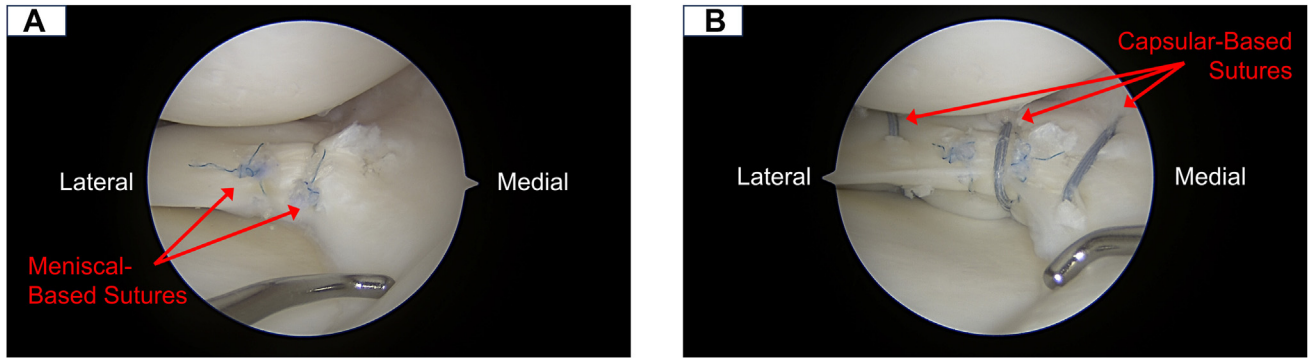 A
Lateral
Medial
Meniscal-
Based Sutures
B
Capsular-Based
Sutures
Lateral
Medial